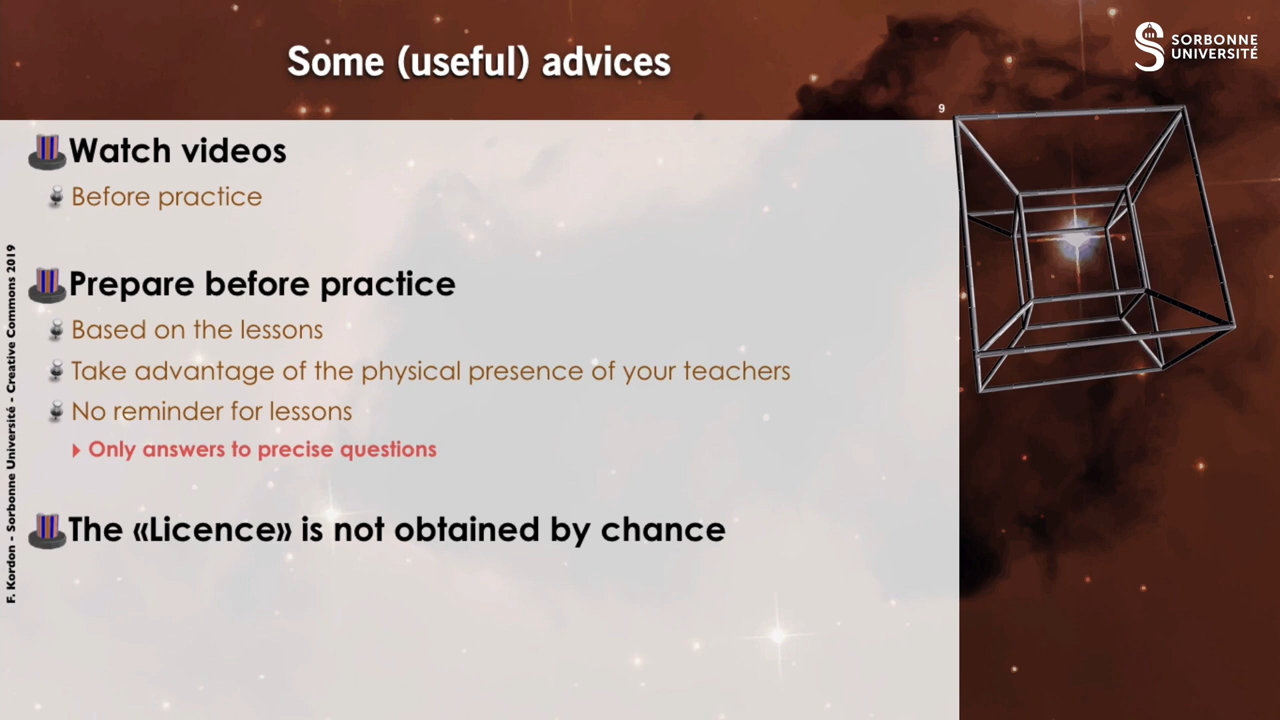 Some (useful) advices
SORBONNE
UNIVERSITÉ
9
Watch videos
Before practice
Prepare before practice
Based on the lessons
Take advantage of the physical presence of your teachers
No reminder for lessons
Only answers to precise questions
The «Licence» is not obtained by chance
F. Kordon - Sorbonne Université - Creative Commons 2019